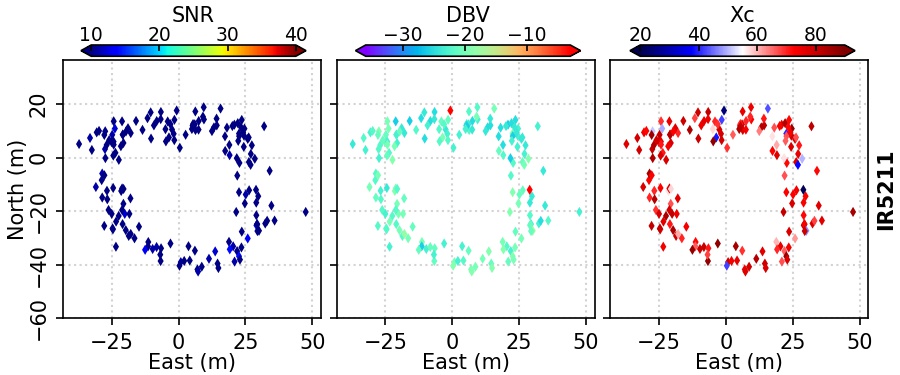 SNR DBV Xc
10 20 30 40 −30 −20 −10 20 40 60 80
20
0
−20
−40
−60
North (m)
−25 0 25 50 −25 0 25 50 −25 0 25 50
East (m) East (m) East (m)
IR5211